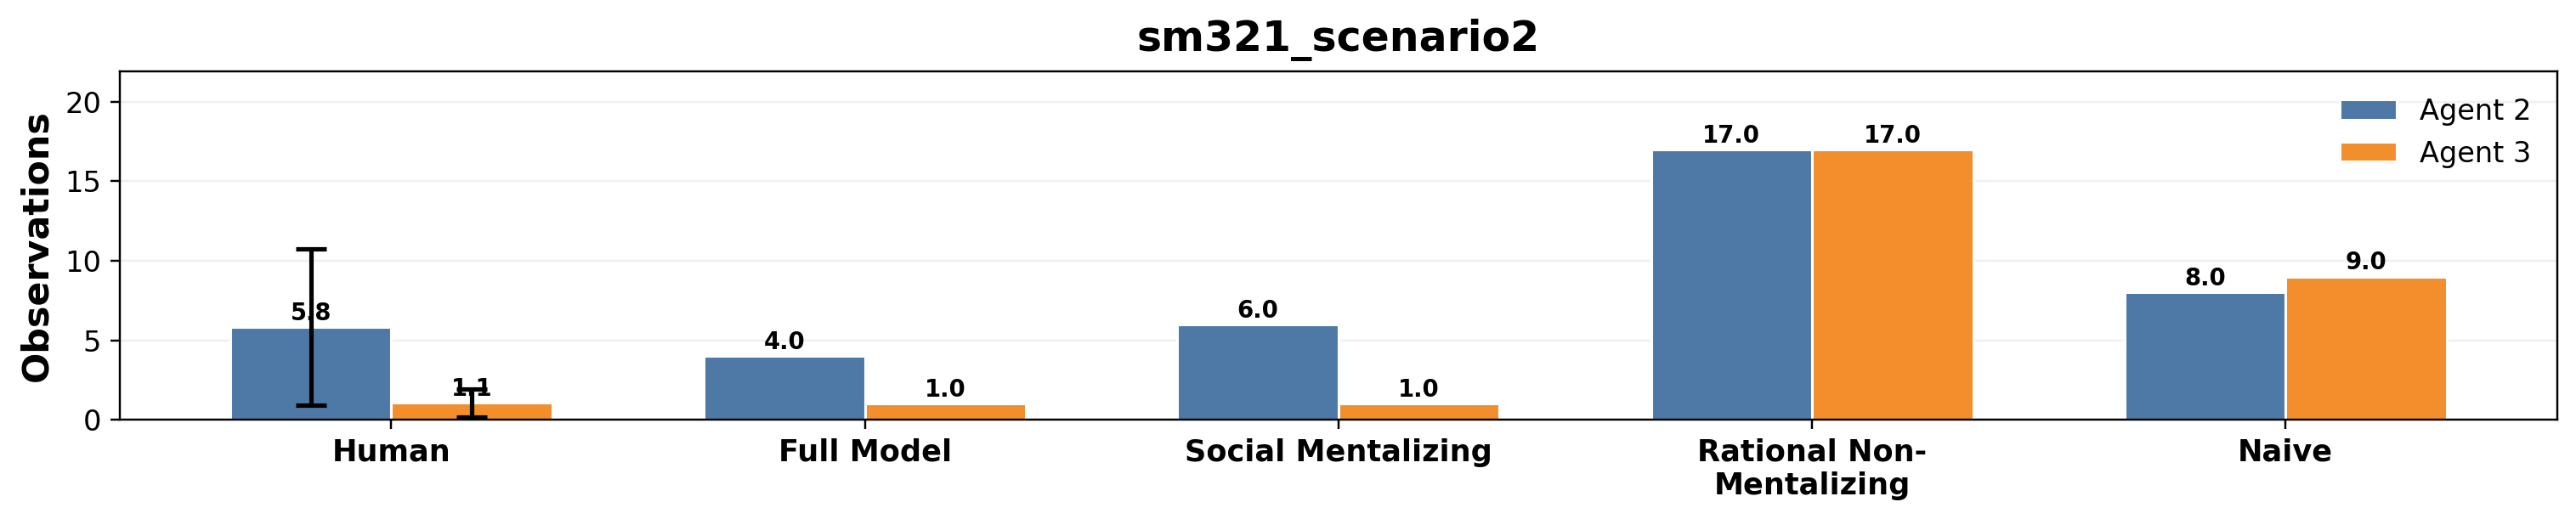 sm321_scenario2
Observations
20
15
10
5
0
Agent 2
Agent 3
5.8
1.1
4.0
1.0
6.0
1.0
17.0
17.0
8.0
9.0
Human
Full Model
Social Mentalizing
Rational Non-
Mentalizing
Naive